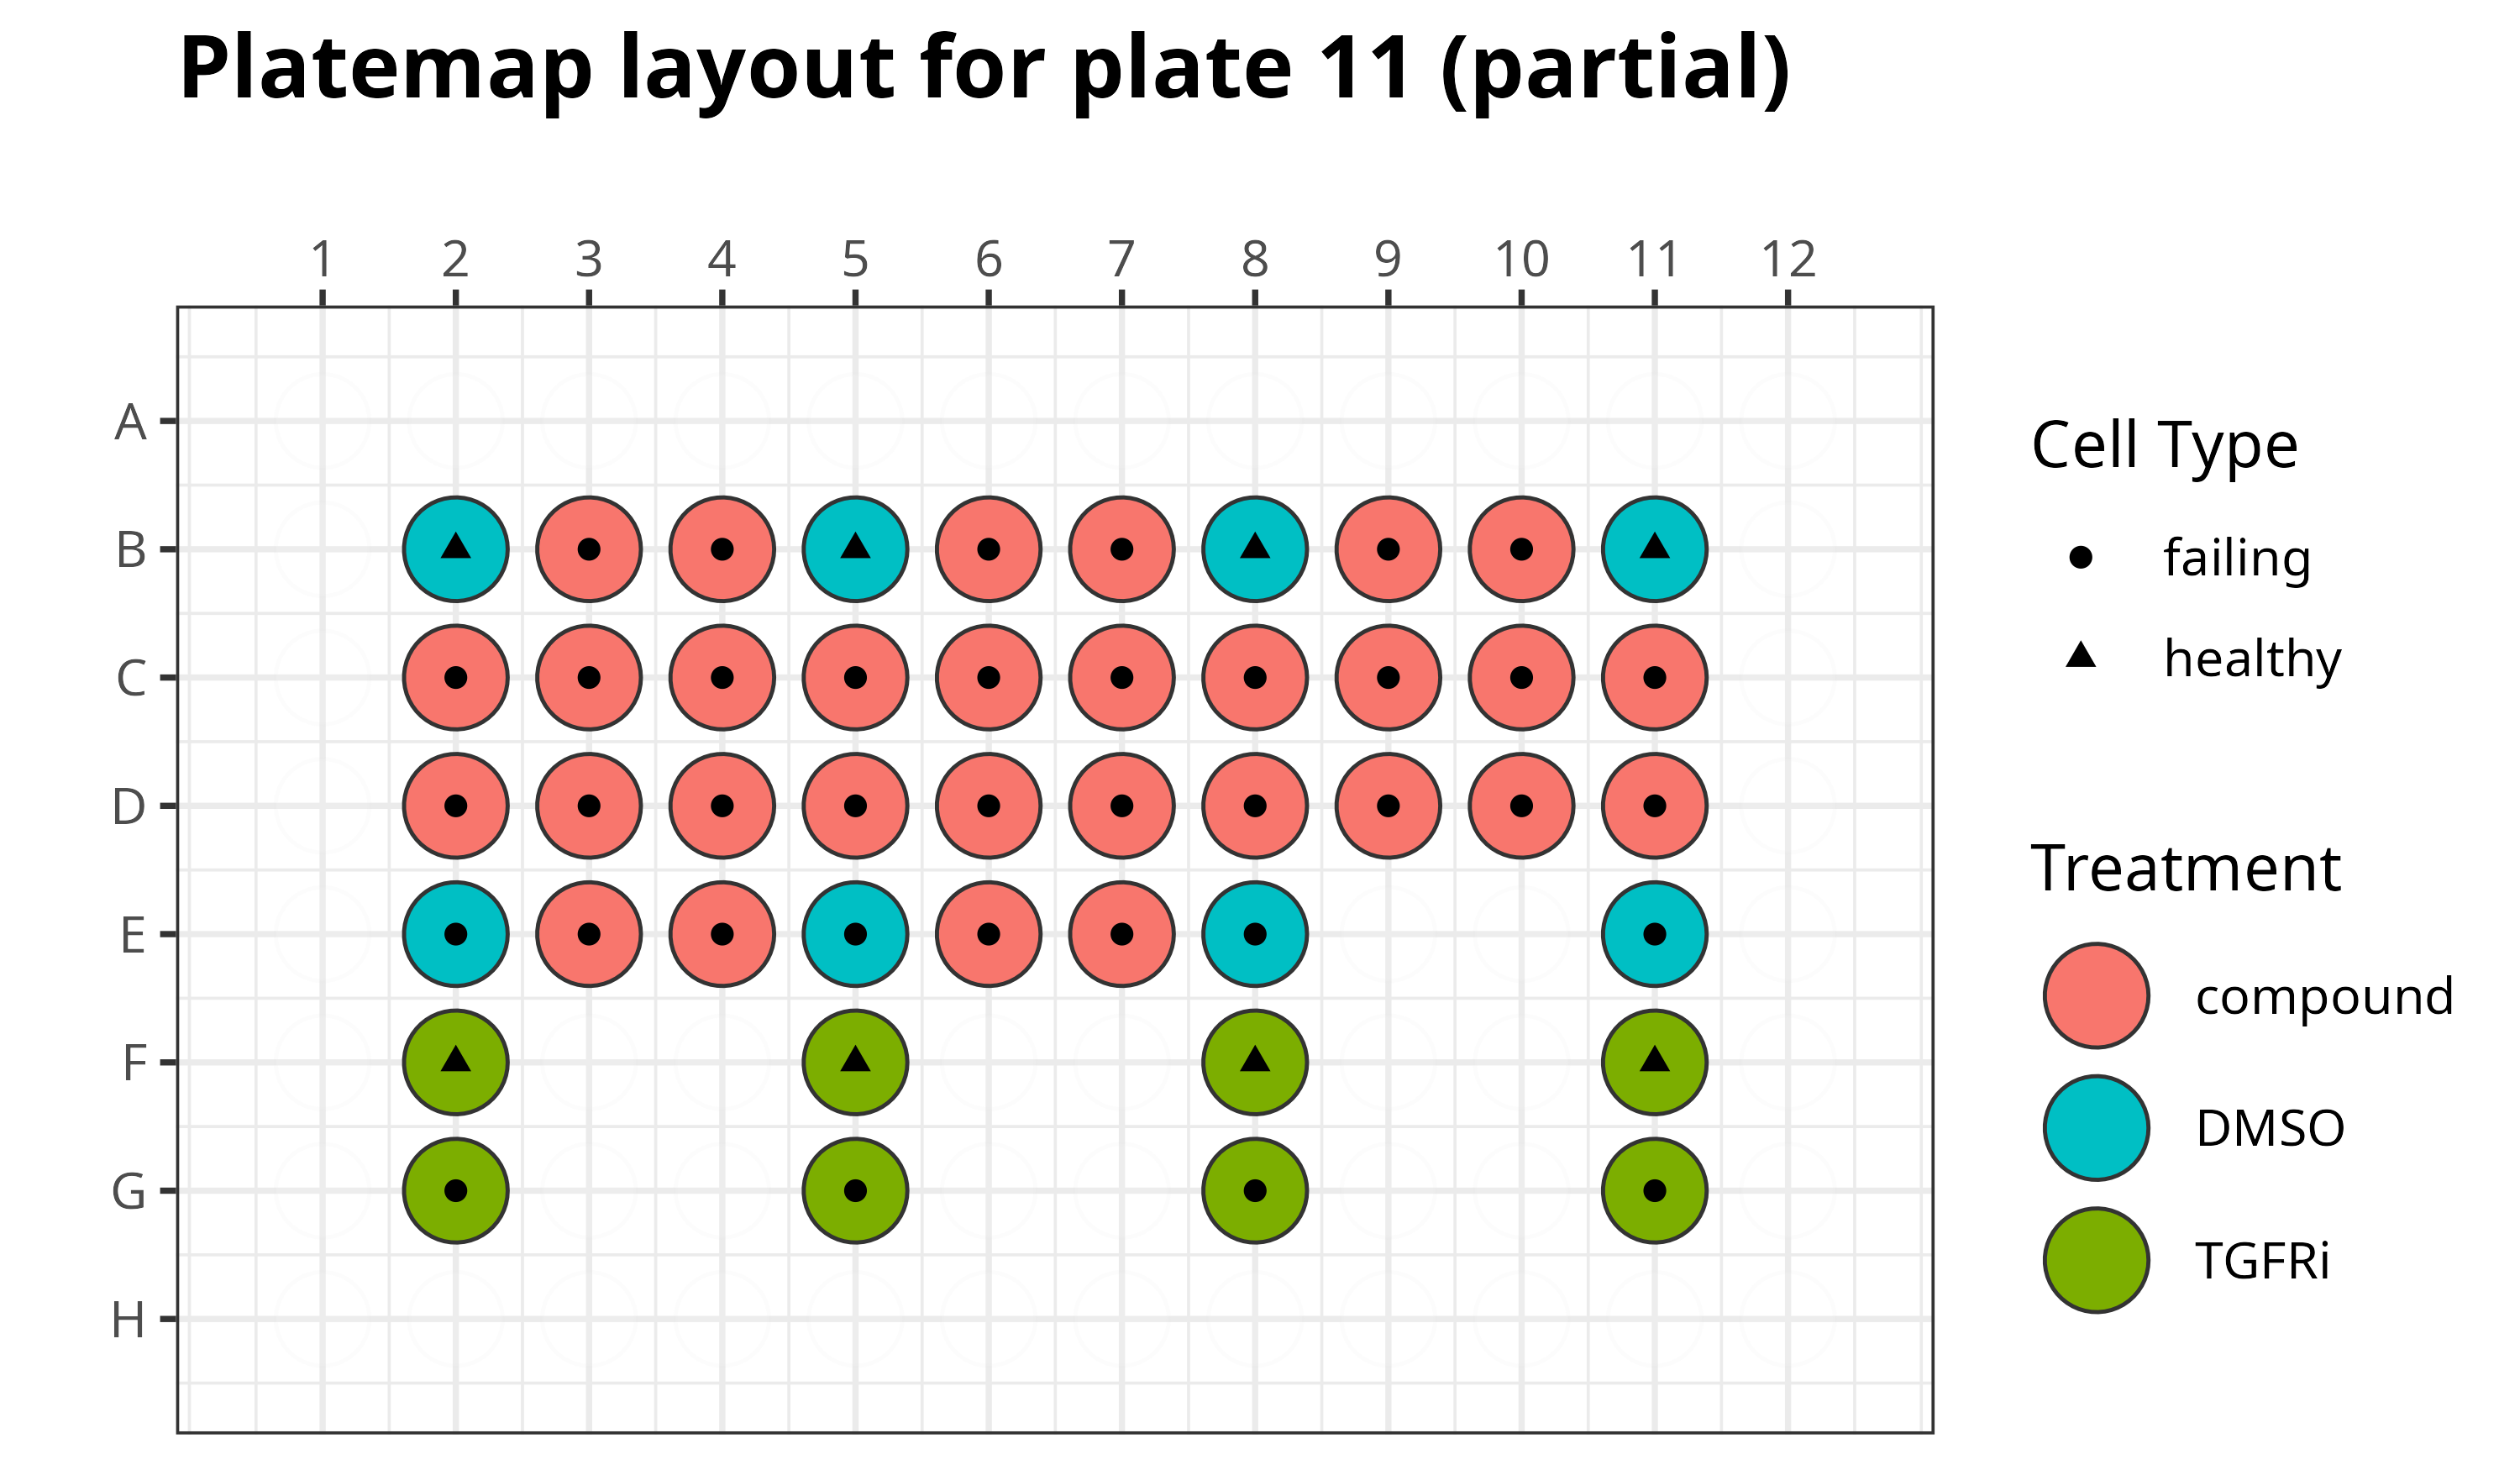 Platemap layout for plate 11 (partial)
1 2 3 4 5 6 7 8 9 10 11 12
A
B
C
D
E
F
G
H
Cell Type
failing
healthy
Treatment
compound
DMSO
TGFRi